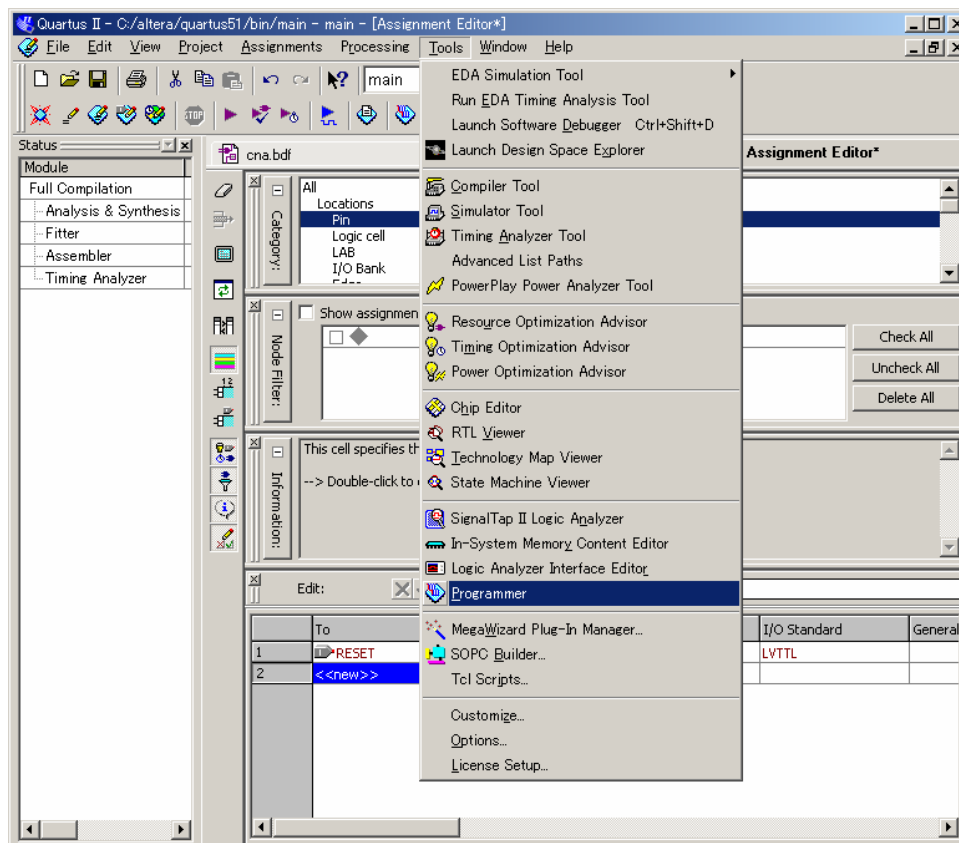 Quartus II - C:/altera/quartus51/bin/main - main - [Assignment Editor*]
File Edit View Project Assignments Processing Tools Window Help
main
STOP
Status
Module
Full Compilation
Analysis & Synthesis
Fitter
Assembler
Timing Analyzer
cna.bdf
Assignment Editor*
Category:
All
Locations
Pin
Logic cell
LAB
I/O Bank
Edge
Node Filter:
Show assignmen
Check All
Uncheck All
Delete All
Information:
This cell specifies th
--> Double-click to
Edit:
To
I/O Standard
General
1
RESET
LVTTL
2
<<new>>
EDA Simulation Tool
Run EDA Timing Analysis Tool
Launch Software Debugger Ctrl+Shift+D
Launch Design Space Explorer
Compiler Tool
Simulator Tool
Timing Analyzer Tool
Advanced List Paths
PowerPlay Power Analyzer Tool
Resource Optimization Advisor
Timing Optimization Advisor
Power Optimization Advisor
Chip Editor
RTL Viewer
Technology Map Viewer
State Machine Viewer
SignalTap II Logic Analyzer
In-System Memory Content Editor
Logic Analyzer Interface Editor
Programmer
MegaWizard Plug-In Manager...
SOPC Builder...
Tcl Scripts...
Customize...
Options...
License Setup...